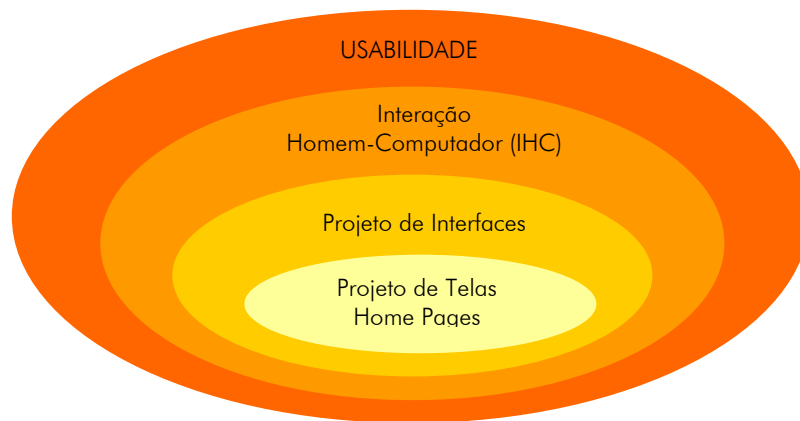 USABILIDADE
Interação
Homem-Computador (IHC)
Projeto de Interfaces
Projeto de Telas
Home Pages